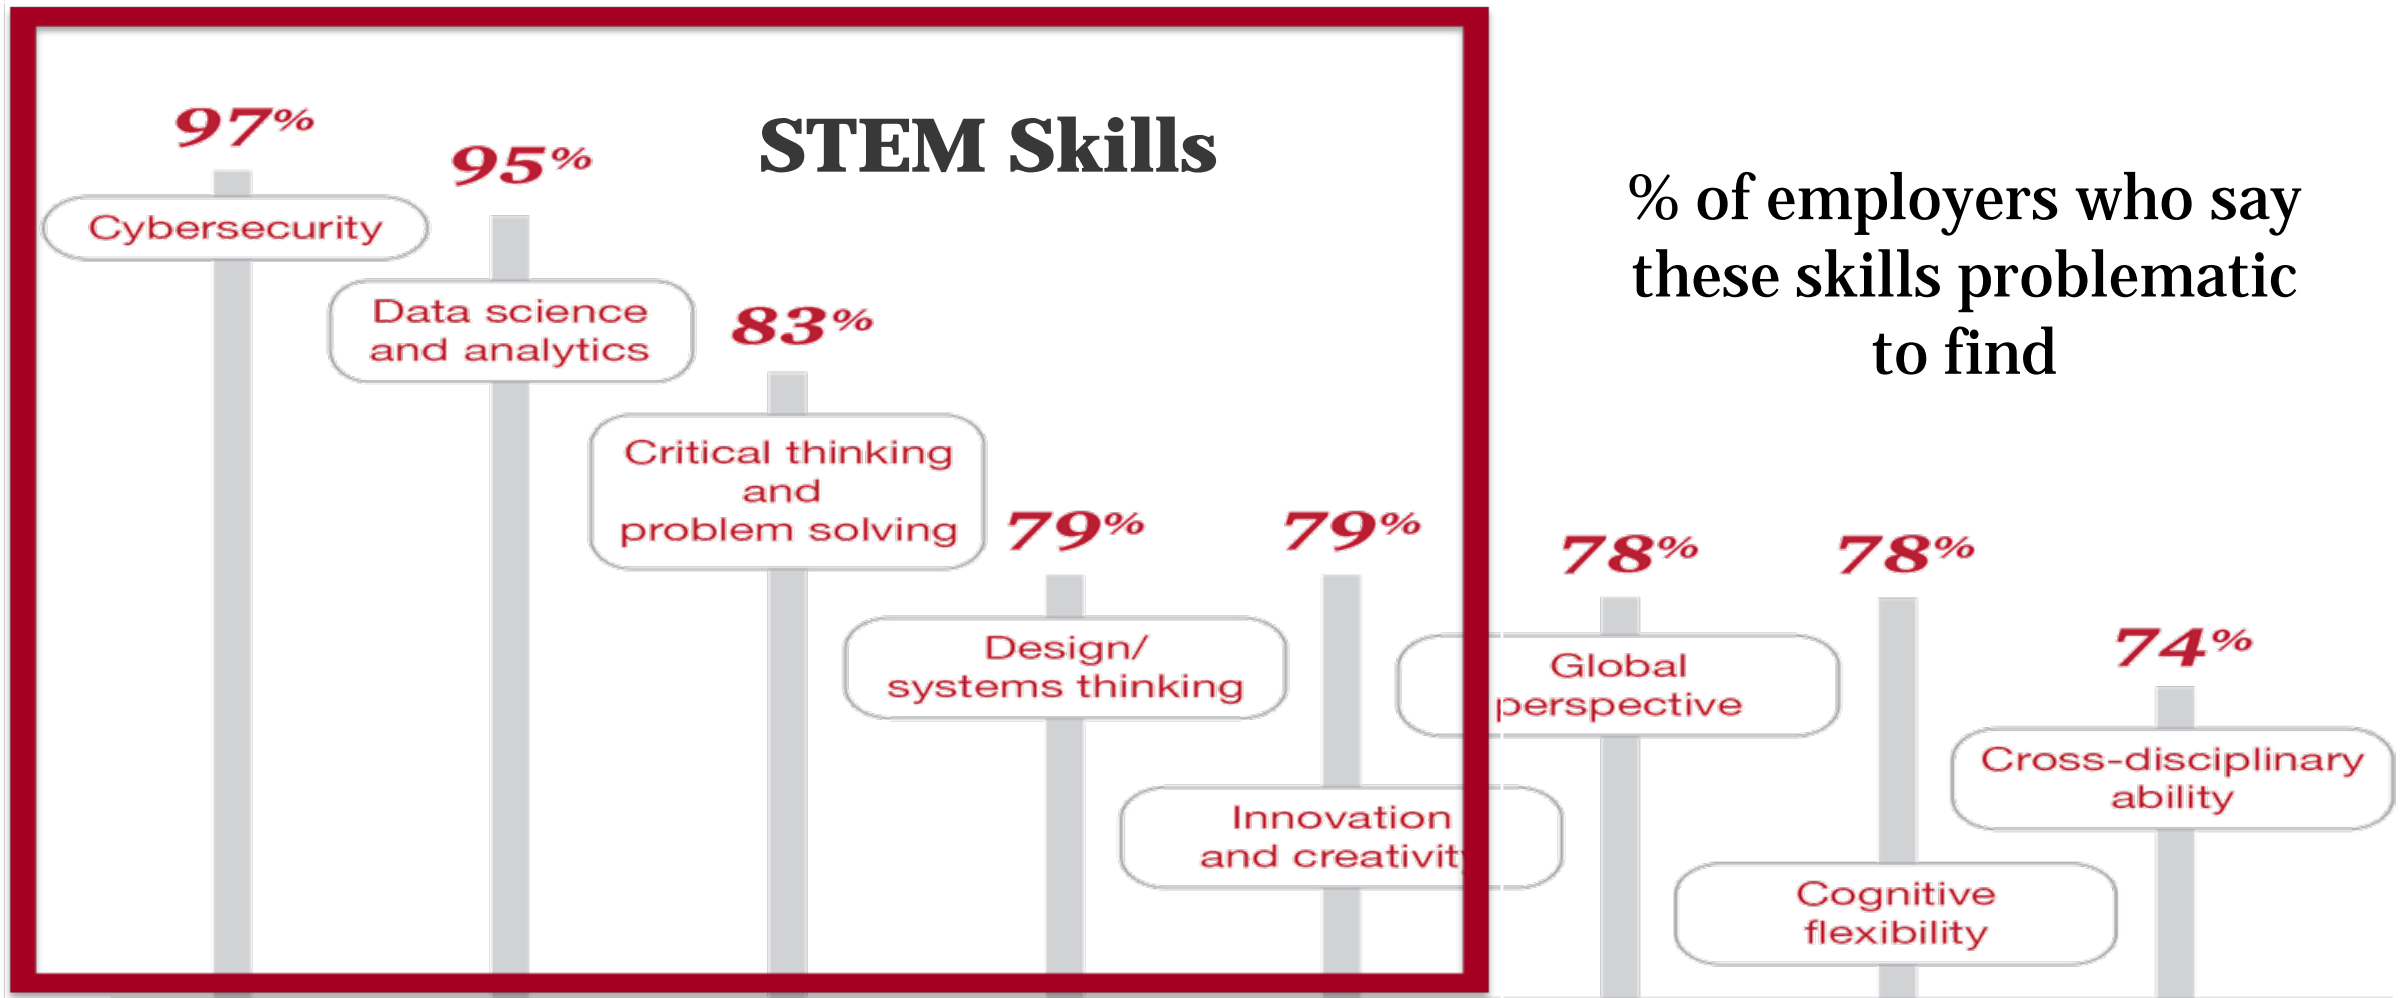 STEM Skills
% of employers who say
these skills problematic
to find
97%
Cybersecurity
95%
Data science
and analytics
83%
Critical thinking
and
problem solving
79%
Design/
systems thinking
79%
Innovation
and creativity
78%
Global
perspective
78%
Cognitive
flexibility
74%
Cross-disciplinary
ability